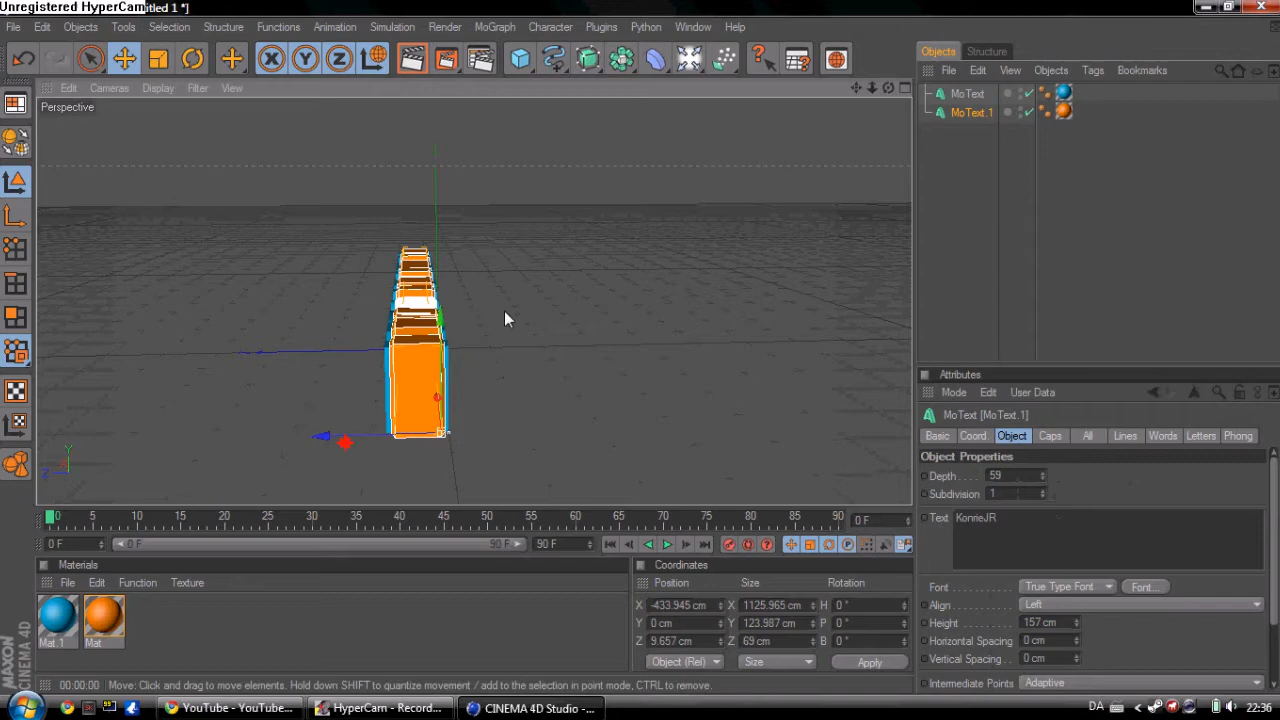 Unregistered HyperCam
itled 1 *]
File Edit Objects Tools Selection Structure Functions Animation Simulation Render MoGraph Character Plugins Python Window Help
Objects Structure
File Edit View Objects Tags Bookmarks
Edit Cameras Display Filter View
Perspective
MoText
MoText.1
Y
Z
Attributes
Mode Edit User Data
MoText [MoText.1]
Basic Coord. Object Caps All Lines Words Letters Phong
Object Properties
Depth . . . . 59
Subdivision 1
Text KonrieJR
Font True Type Font Font...
Align Left
Height 157 cm
Horizontal Spacing 0 cm
Vertical Spacing 0 cm
Intermediate Points Adaptive
0 5 10 15 20 25 30 35 40 45 50 55 60 65 70 75 80 85 90 0 F
0 F 0 F 90 F 90 F
Materials
File Edit Function Texture
Mat.1 Mat
Coordinates
Position Size Rotation
X -433.945 cm X 1125.965 cm H 0 °
Y 0 cm Y 123.987 cm P 0 °
Z 9.657 cm Z 69 cm B 0 °
Object (Rel) Size Apply
MAXON CINEMA 4D
00:00:00 Move: Click and drag to move elements. Hold down SHIFT to quantize movement / add to the selection in point mode, CTRL to remove.
YouTube - YouTube - ... HyperCam - Record... CINEMA 4D Studio - ... DA 22:36